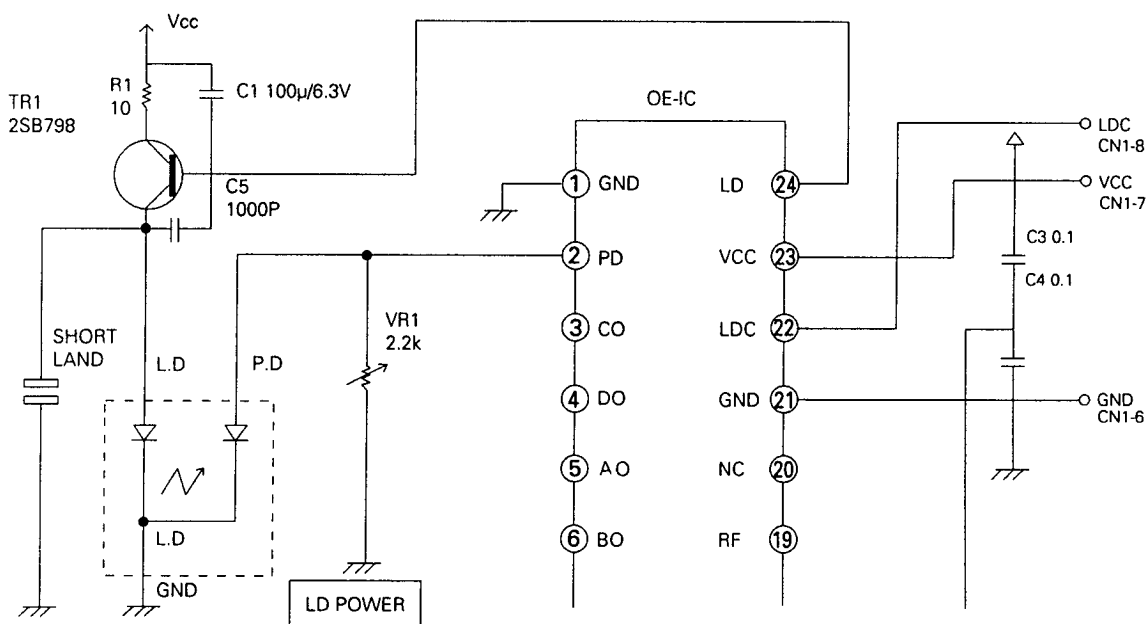 Vcc
R1
10
C1 100µ/6.3V
TR1
2SB798
C5
1000P
OE-IC
1 GND
LD 24
2 PD
VCC 23
3 CO
LDC 22
4 DO
GND 21
5 AO
NC 20
6 BO
RF 19
LDC
CN1-8
VCC
CN1-7
C3 0.1
C4 0.1
GND
CN1-6
VR1
2.2k
SHORT
LAND
L.D
P.D
L.D
GND
LD POWER